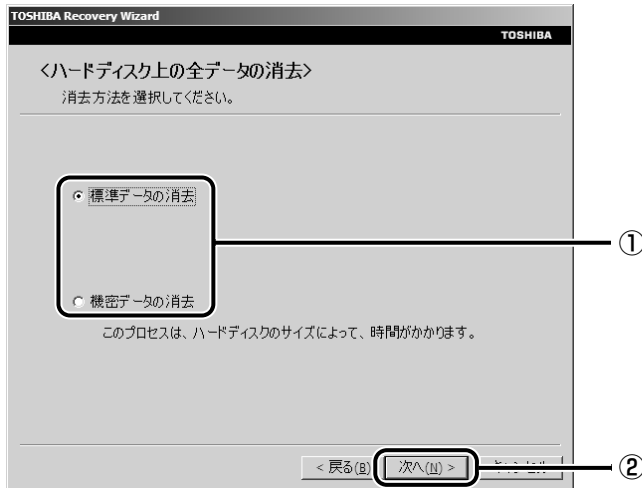 TOSHIBA Recovery Wizard
TOSHIBA
<ハードディスク上の全データの消去>
消去方法を選択してください。
標準データの消去
①
機密データの消去
このプロセスは、ハードディスクのサイズによって、時間がかかります。
< 戻る(B) 次へ(N) >
②